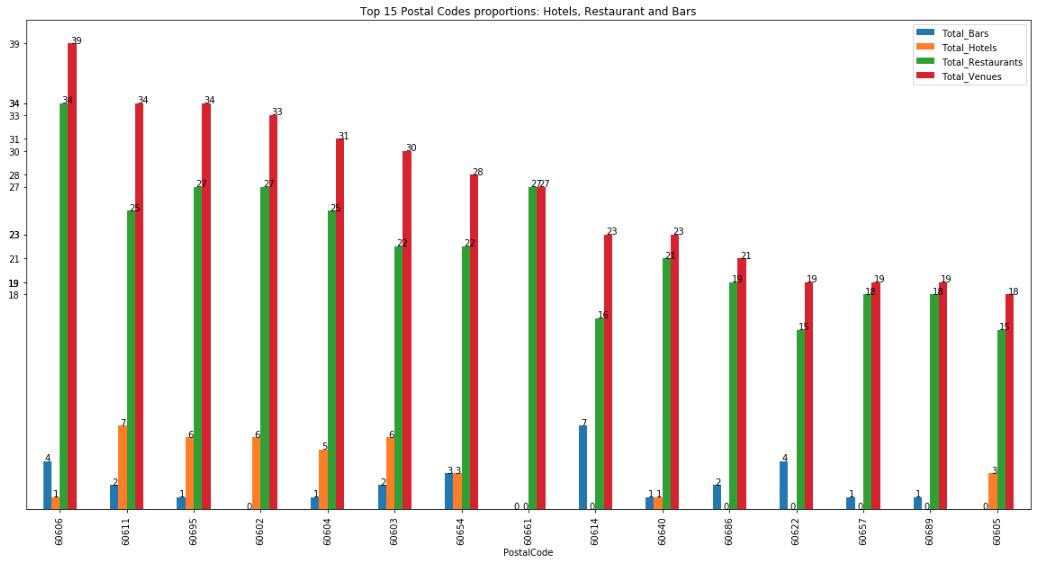 Top 15 Postal Codes proportions: Hotels, Restaurant and Bars
Total_Bars
Total_Hotels
Total_Restaurants
Total_Venues
39
34
33
31
30
28
27
23
21
19
18
4 1 34 39
2 7 25 34
1 6 27 34
0 6 27 33
1 5 25 31
2 6 22 30
3 3 22 28
0 0 27 27
7 0 16 23
1 1 21 23
2 0 19 21
4 0 15 19
1 0 18 19
1 0 18 19
0 3 15 18
60606 60611 60695 60602 60604 60603 60654 60661 60614 60640 60686 60622 60657 60689 60605
PostalCode